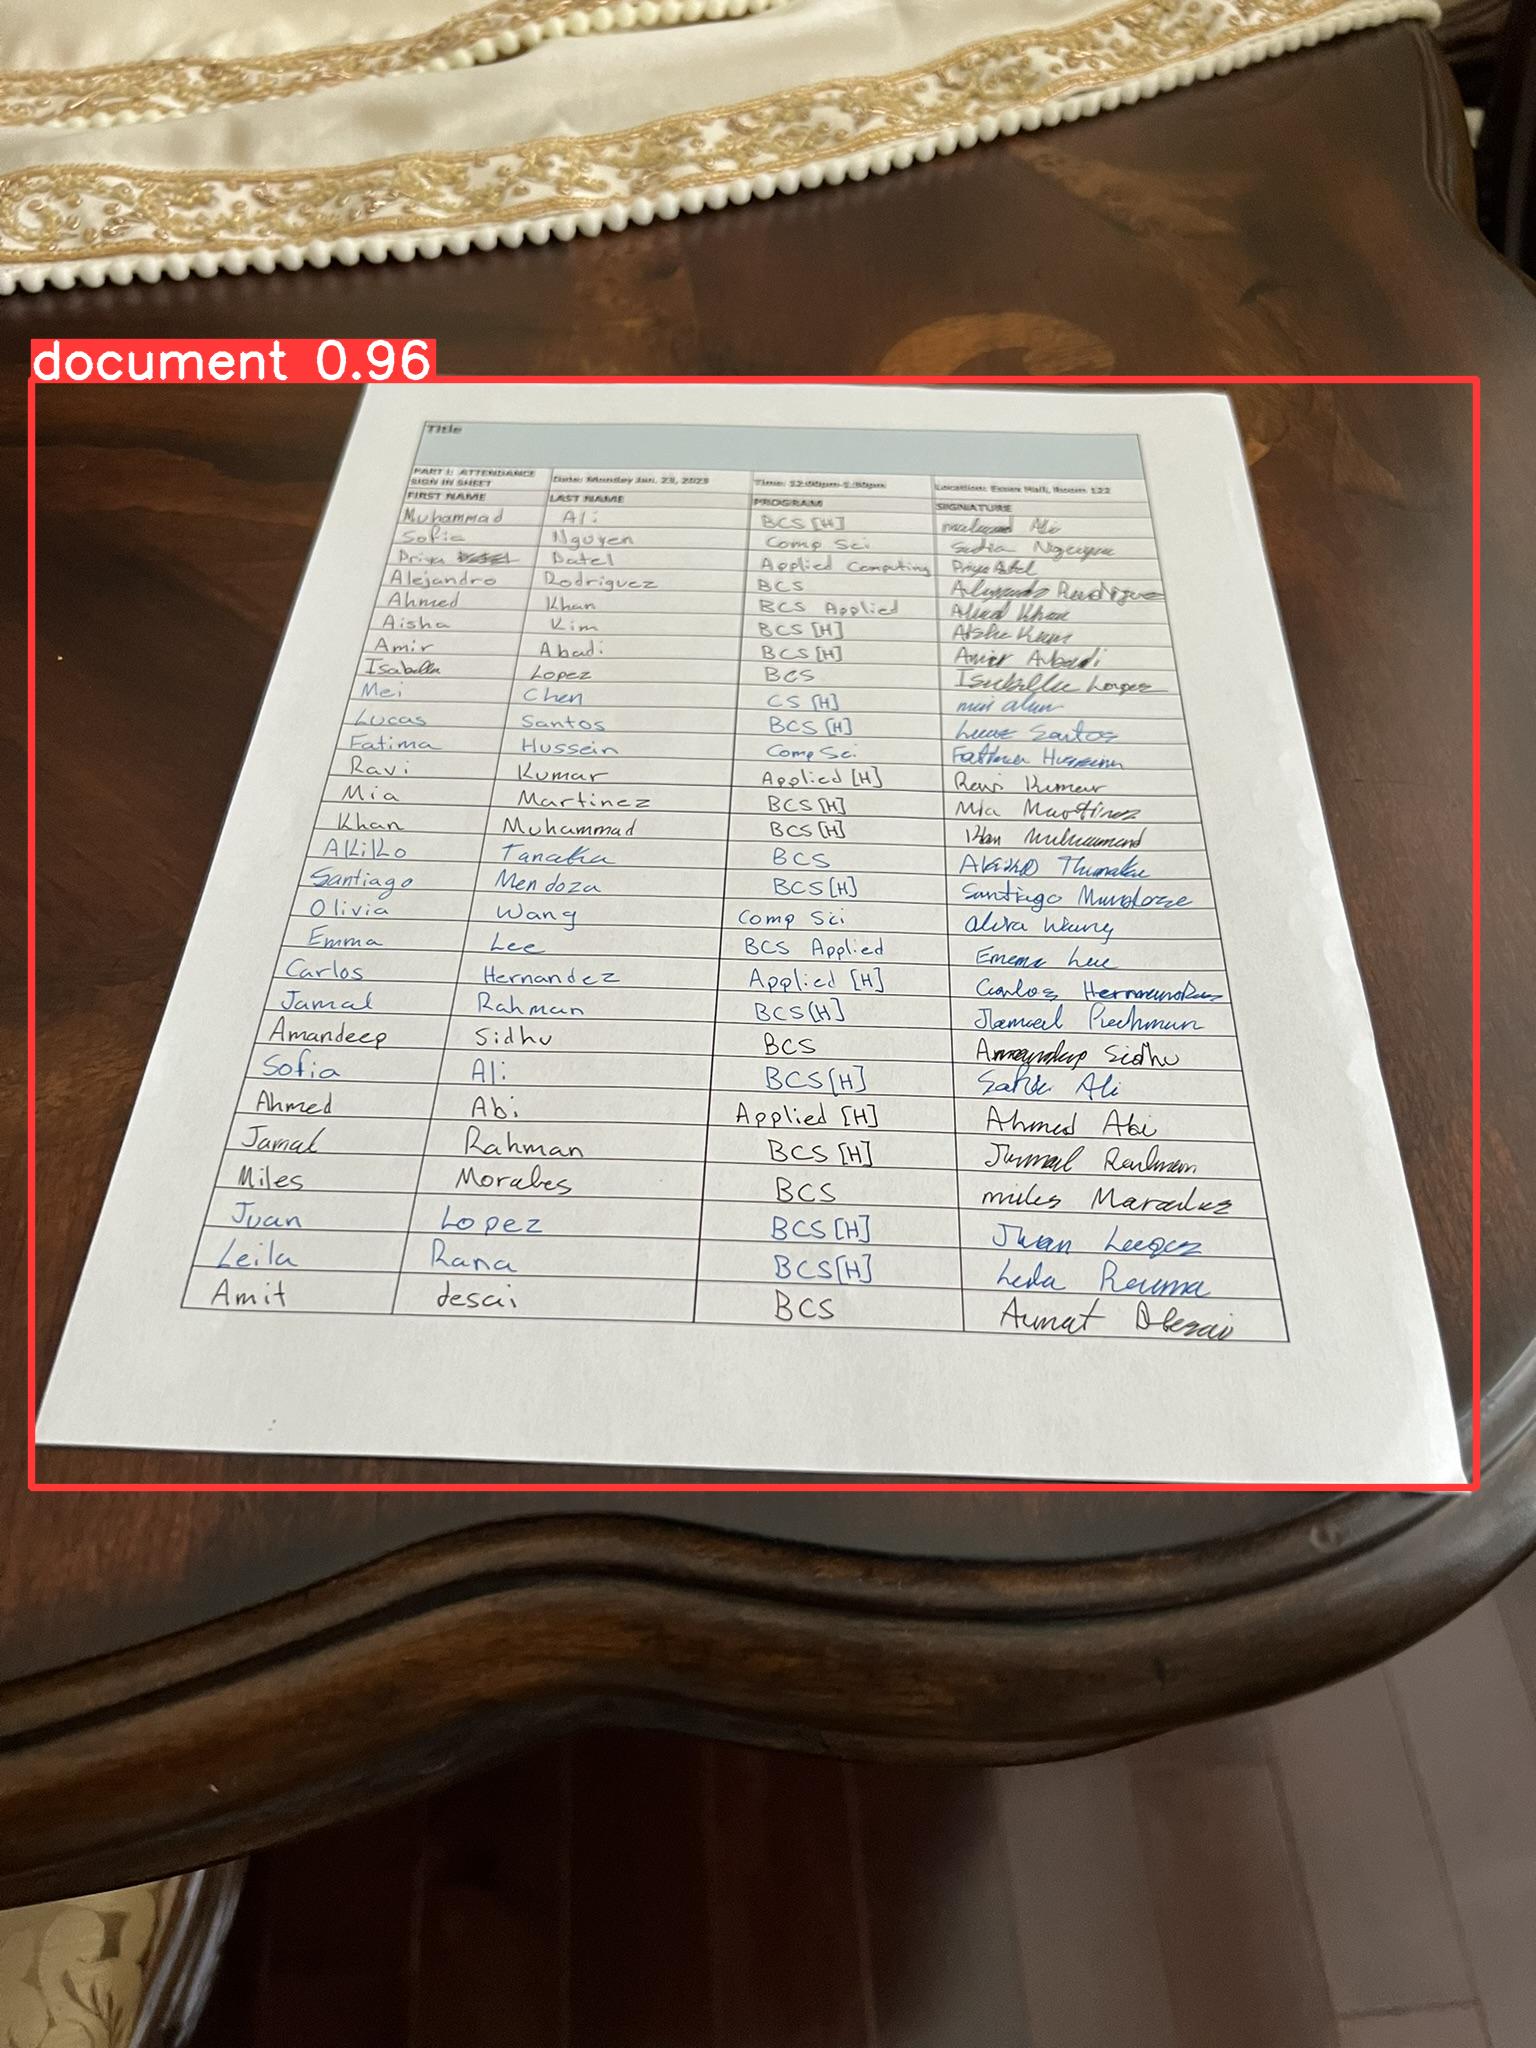 document 0.96
Title
PART I: ATTENDANCE SIGN IN SHEET Date: Monday Jan. 23, 2023 Time: 12:00pm- Location: Essex Hall, Room 122
FIRST NAME LAST NAME PROGRAM SIGNATURE
Muhammad Ali BCS [H] Ali
Sofia Nguyen Comp Sci Sofia Nguyen
Priya Patel Applied Computing Priya Patel
Alejandro Rodriguez BCS Alejandro Rodriguez
Ahmed Khan BCS Applied Ahmed Khan
Aisha Kim BCS [H] Aisha Kim
Amir Abadi BCS [H] Amir Abadi
Isabella Lopez BCS Isabella Lopez
Mei Chen CS [H] mei chen
Lucas Santos BCS [H] Lucas Santos
Fatima Hussein Comp Sci Fatima Hussein
Ravi Kumar Applied [H] Ravi Kumar
Mia Martinez BCS [H] Mia Martinez
Khan Muhammad BCS [H] Khan Muhammad
Akiko Tanaka BCS Akiko Tanaka
Santiago Mendoza BCS [H] Santiago Mendoza
Olivia Wang Comp Sci Olivia Wang
Emma Lee BCS Applied Emma Lee
Carlos Hernandez Applied [H] Carlos Hernandez
Jamal Rahman BCS [H] Jamal Rahman
Amandeep Sidhu BCS Amandeep Sidhu
Sofia Ali BCS [H] Sofia Ali
Ahmed Abi Applied [H] Ahmed Abi
Jamal Rahman BCS [H] Jamal Rahman
Miles Morales BCS miles Morales
Juan Lopez BCS [H] Juan Lopez
Leila Rana BCS [H] Leila Rana
Amit desai BCS Amit Desai